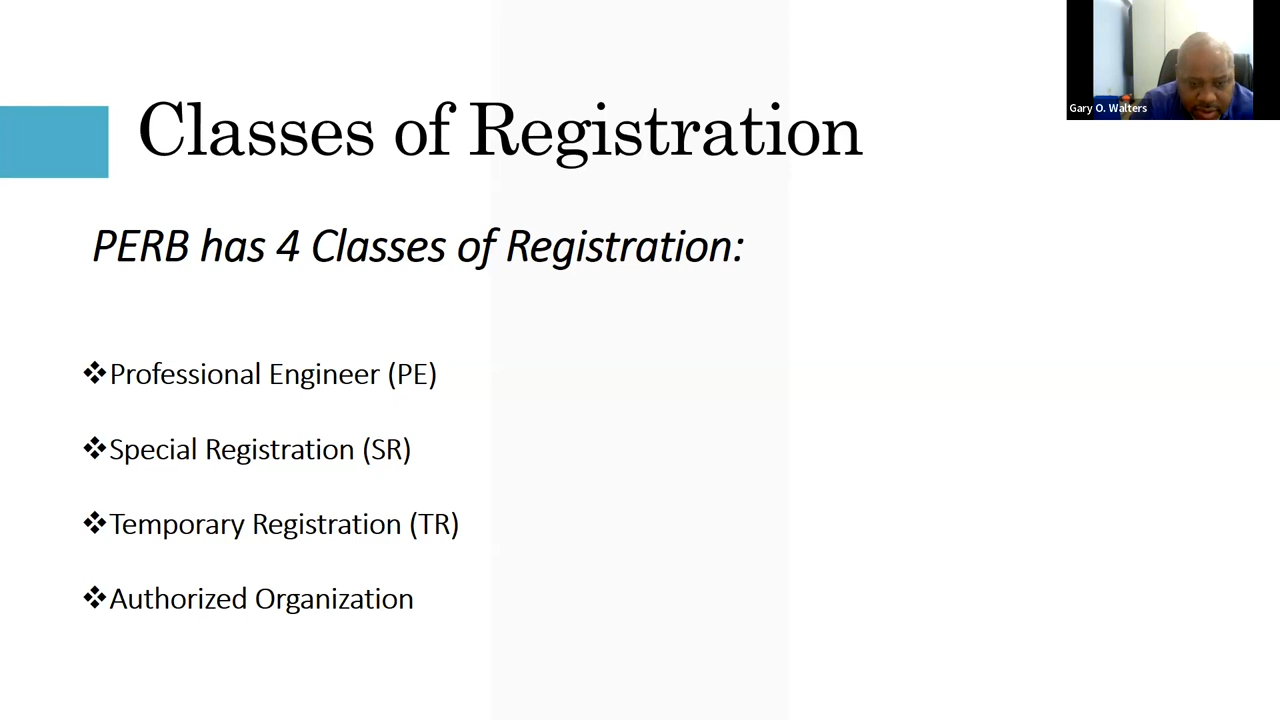 Classes of Registration
Gary O. Walters
PERB has 4 Classes of Registration:
❖Professional Engineer (PE)
❖Special Registration (SR)
❖Temporary Registration (TR)
❖Authorized Organization